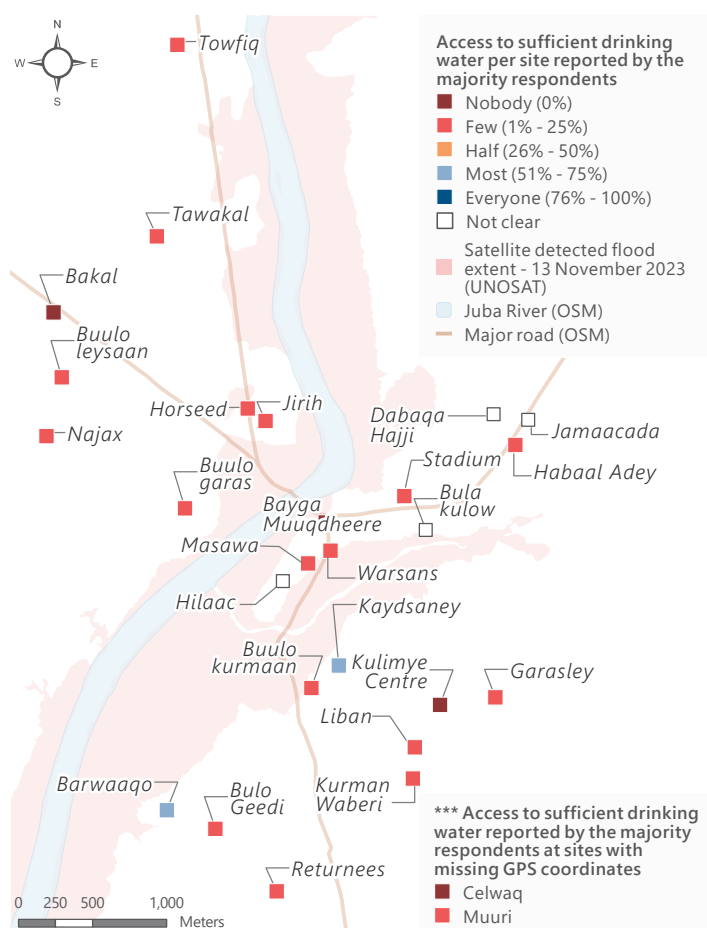 N
W E
S
Towfiq
Access to sufficient drinking
water per site reported by the
majority respondents
Nobody (0%)
Few (1% - 25%)
Half (26% - 50%)
Most (51% - 75%)
Everyone (76% - 100%)
Not clear
Satellite detected flood
extent - 13 November 2023
(UNOSAT)
Juba River (OSM)
Major road (OSM)
Tawakal
Bakal
Buulo
leysaan
Horseed
Jirih
Najax
Dabaqa
Hajji
Jamaacada
Habaal Adey
Buulo
garas
Stadium
Bula
kulow
Bayga
Muuqdheere
Masawa
Warsans
Hilaac
Kaydsaney
Buulo
kurmaan
Kulimye
Centre
Garasley
Liban
Barwaaqo
Bulo
Geedi
Kurman
Waberi
Returnees
*** Access to sufficient drinking
water reported by the majority
respondents at sites with
missing GPS coordinates
Celwaq
Muuri
0 250 500 1,000
Meters